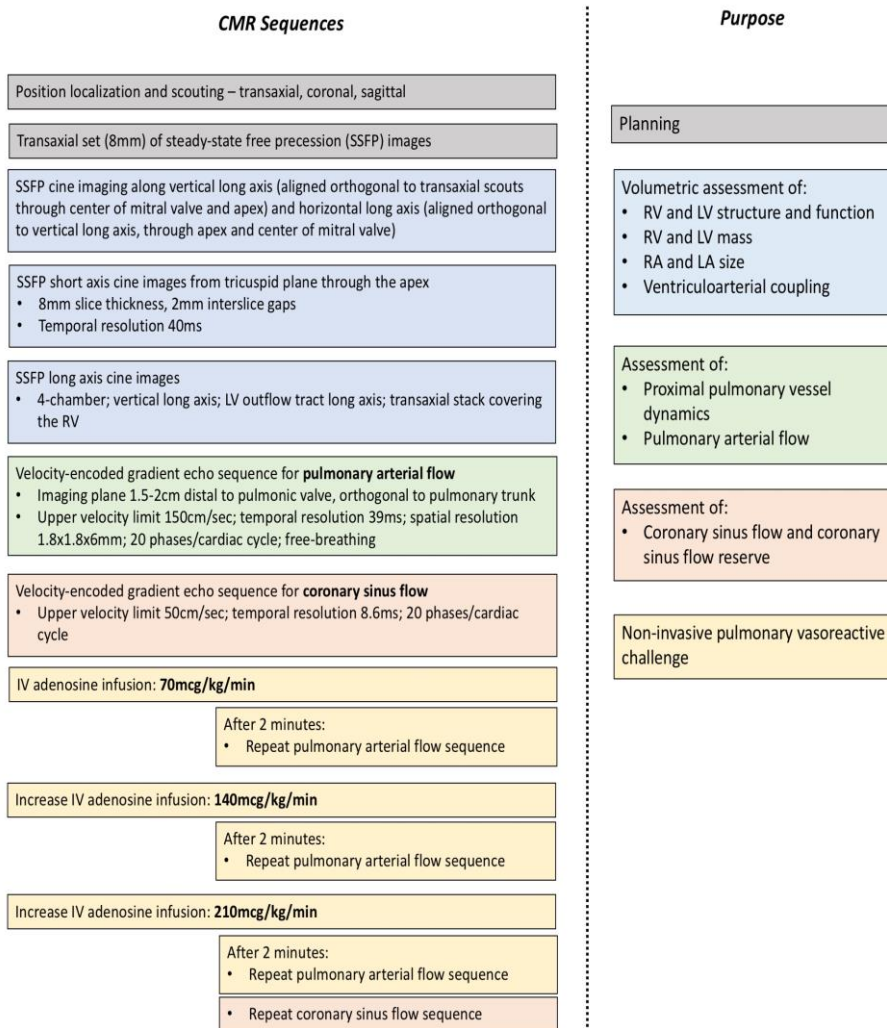 CMR Sequences
Position localization and scouting – transaxial, coronal, sagittal
Transaxial set (8mm) of steady-state free precession (SSFP) images
SSFP cine imaging along vertical long axis (aligned orthogonal to transaxial scouts
through center of mitral valve and apex) and horizontal long axis (aligned orthogonal
to vertical long axis, through apex and center of mitral valve)
SSFP short axis cine images from tricuspid plane through the apex
• 8mm slice thickness, 2mm interslice gaps
• Temporal resolution 40ms
SSFP long axis cine images
• 4-chamber; vertical long axis; LV outflow tract long axis; transaxial stack covering
the RV
Velocity-encoded gradient echo sequence for pulmonary arterial flow
• Imaging plane 1.5-2cm distal to pulmonic valve, orthogonal to pulmonary trunk
• Upper velocity limit 150cm/sec; temporal resolution 39ms; spatial resolution
1.8x1.8x6mm; 20 phases/cardiac cycle; free-breathing
Velocity-encoded gradient echo sequence for coronary sinus flow
• Upper velocity limit 50cm/sec; temporal resolution 8.6ms; 20 phases/cardiac
cycle
IV adenosine infusion: 70mcg/kg/min
After 2 minutes:
• Repeat pulmonary arterial flow sequence
Increase IV adenosine infusion: 140mcg/kg/min
After 2 minutes:
• Repeat pulmonary arterial flow sequence
Increase IV adenosine infusion: 210mcg/kg/min
After 2 minutes:
• Repeat pulmonary arterial flow sequence
• Repeat coronary sinus flow sequence
Purpose
Planning
Volumetric assessment of:
• RV and LV structure and function
• RV and LV mass
• RA and LA size
• Ventriculoarterial coupling
Assessment of:
• Proximal pulmonary vessel
dynamics
• Pulmonary arterial flow
Assessment of:
• Coronary sinus flow and coronary
sinus flow reserve
Non-invasive pulmonary vasoreactive
challenge